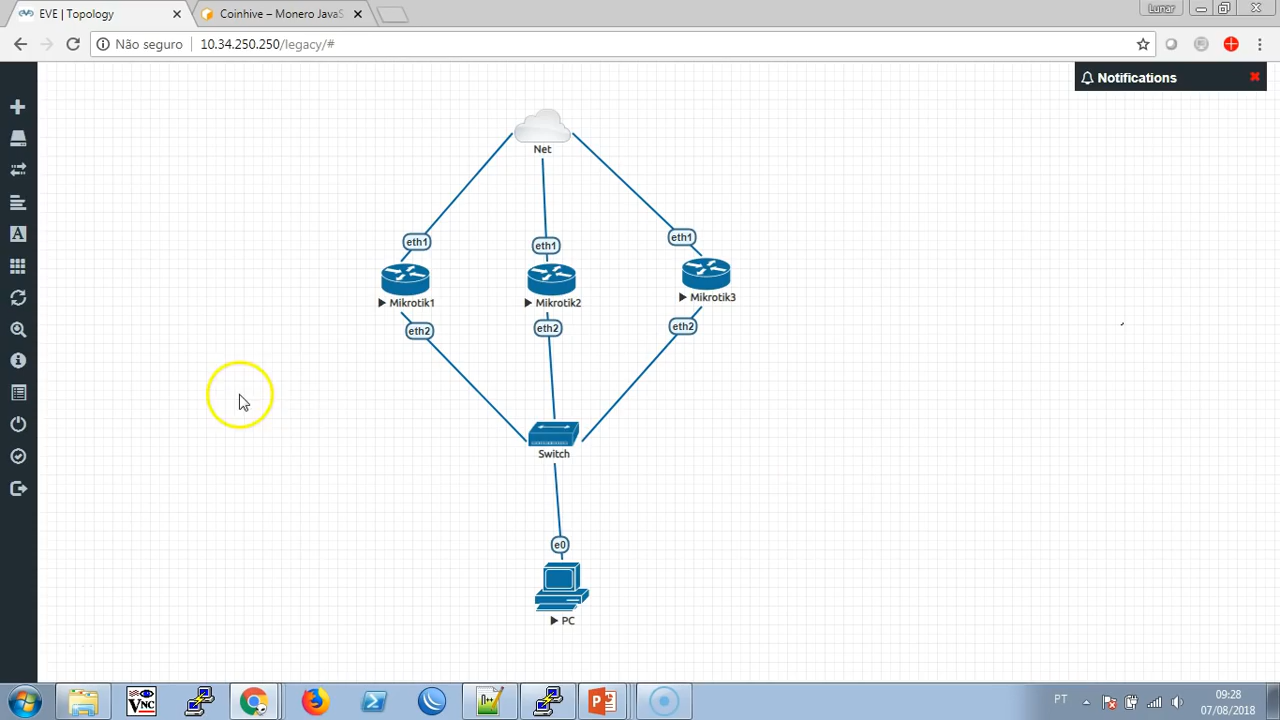 EVE | Topology
Coinhive – Monero JavaS
Lunar
Não seguro
10.34.250.250/legacy/#
Notifications
Net
eth1
eth1
eth1
Mikrotik1
Mikrotik2
Mikrotik3
eth2
eth2
eth2
Switch
e0
PC
PT
09:28
07/08/2018